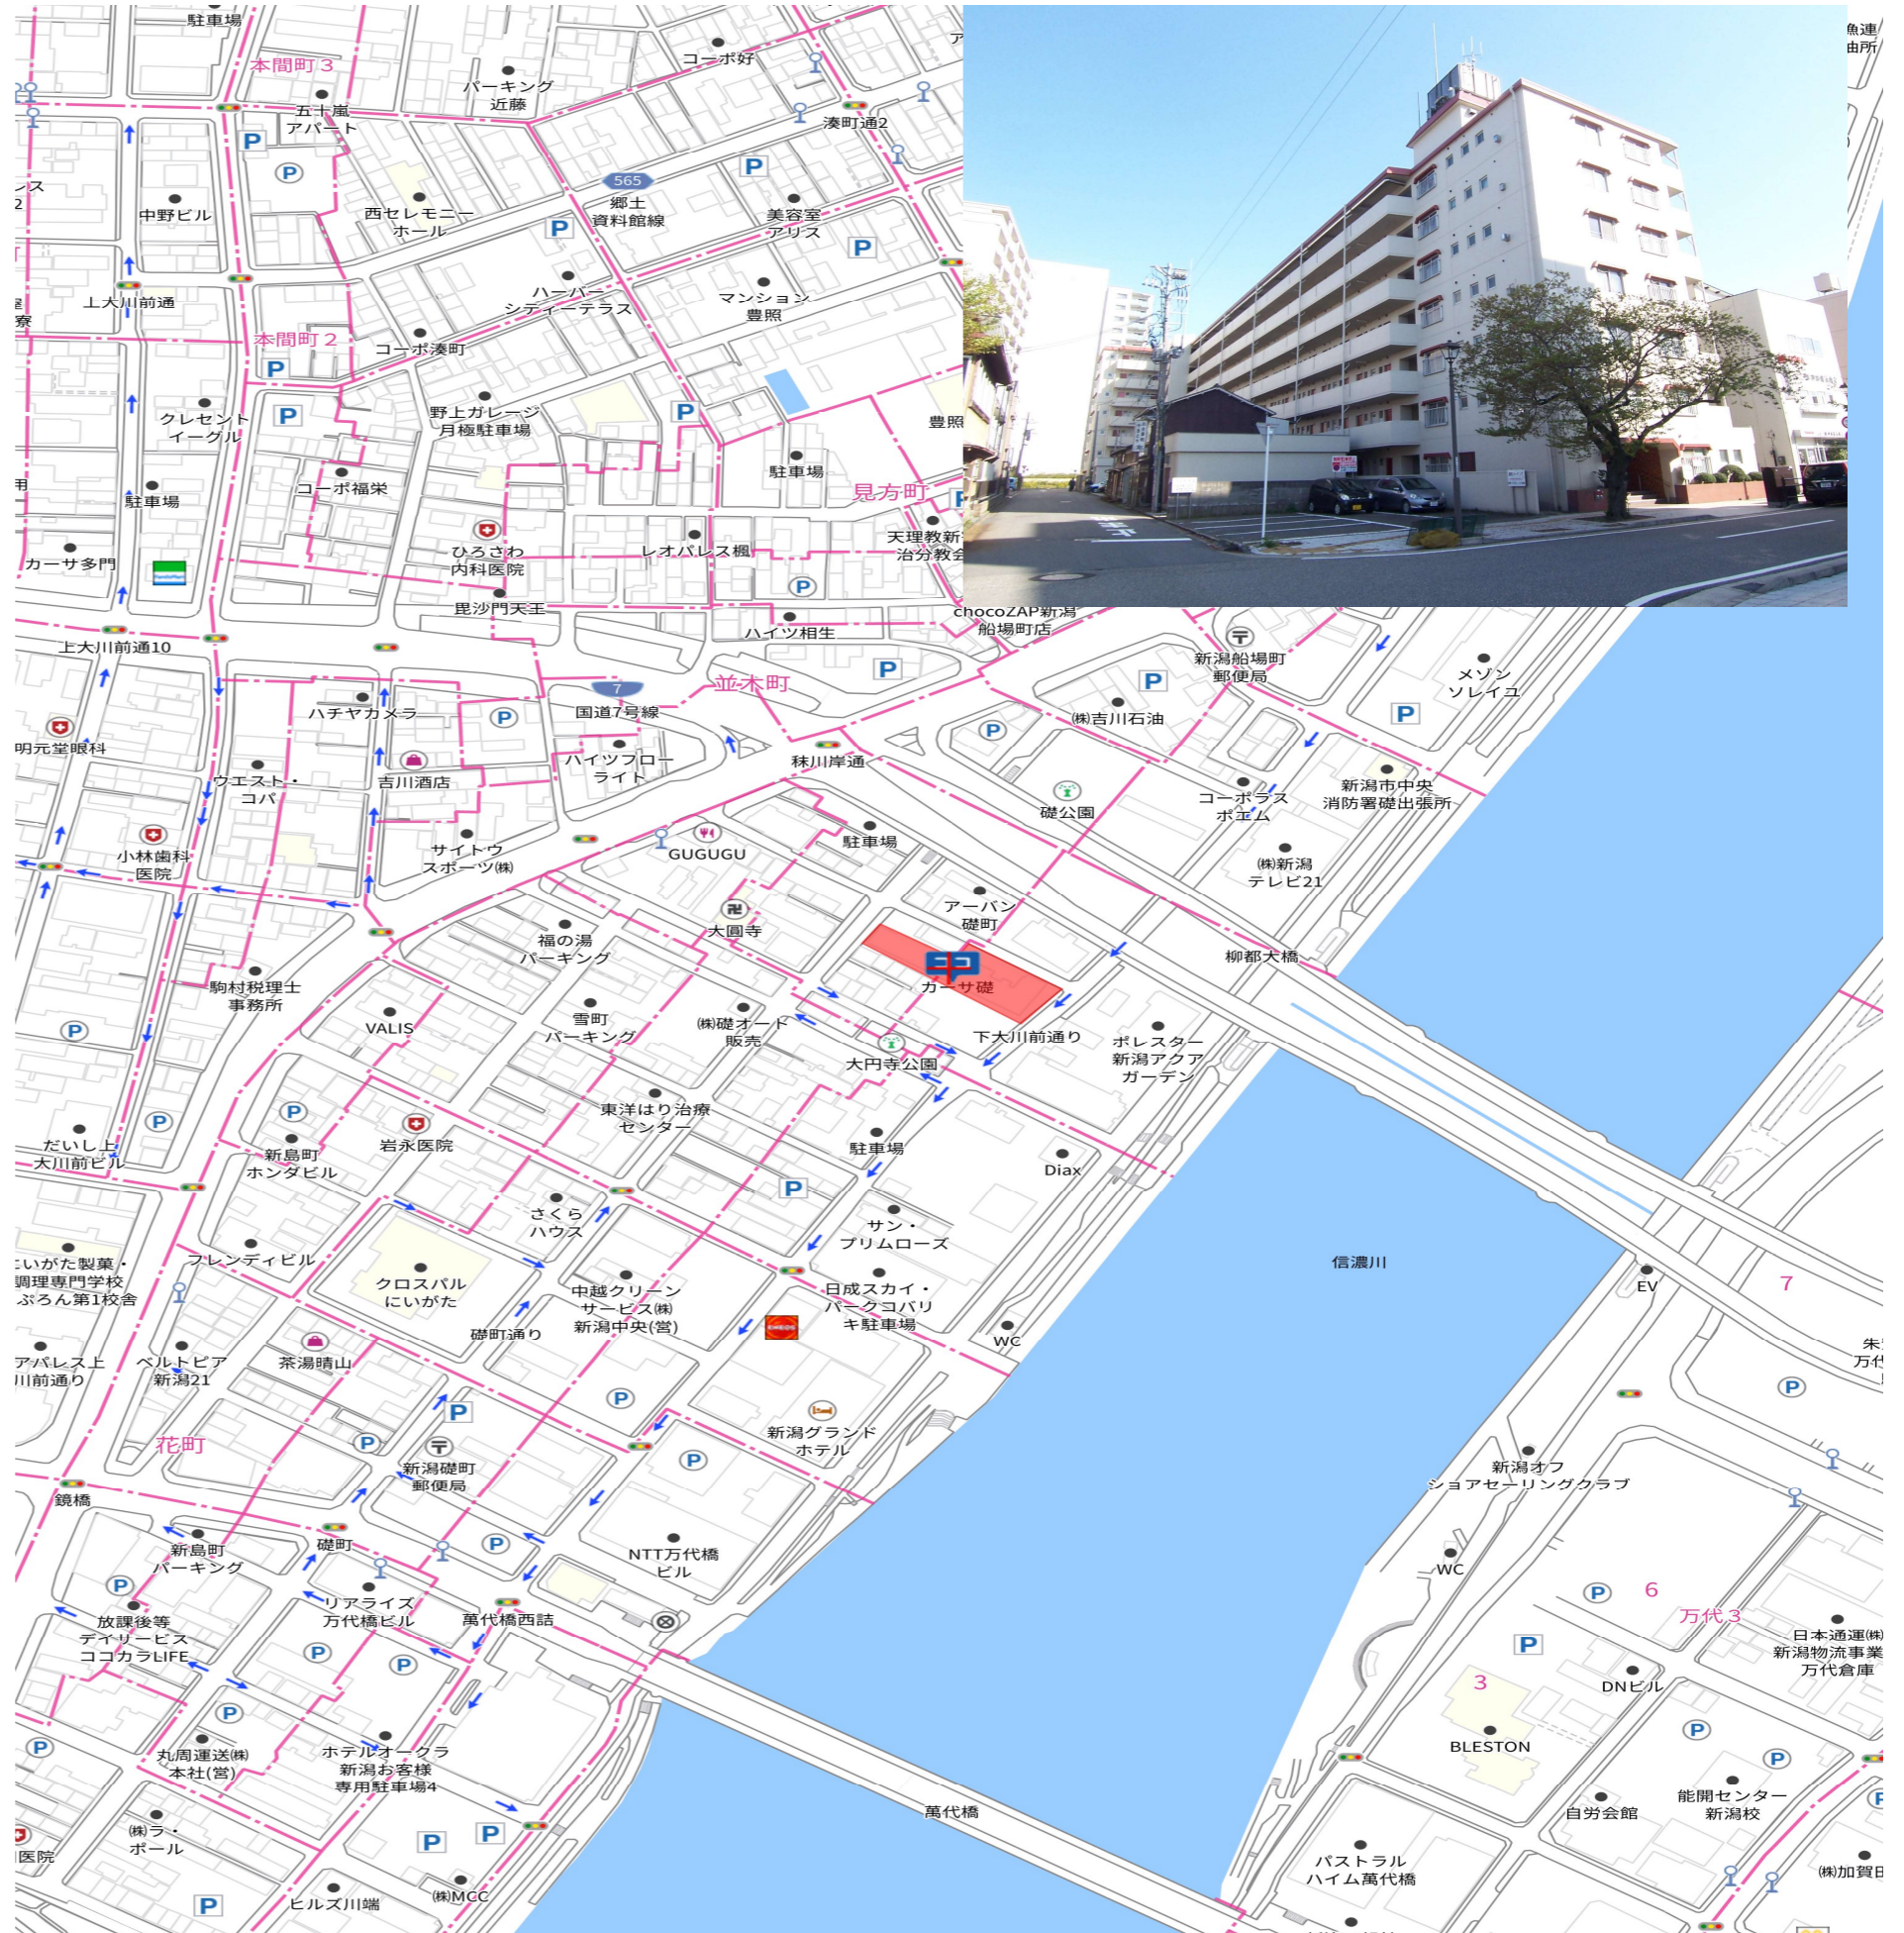 駐車場
本間町3
コーポ好
パーキング
近藤
五十嵐
アパート
湊町通2
中野ビル
西セレモニー
ホール
565
郷土
資料館線
美容室
アリス
上大川前通
ハーバー
シティーテラス
マンション
豊照
本間町2
コーポ湊町
クレセント
イーグル
野上ガレージ
月極駐車場
豊照
駐車場
コーポ福栄
駐車場
見方町
カーサ多門
ひろさわ
内科医院
レオパレス楓
天理教新
治分教会
毘沙門天王
ハイツ相生
chocoZAP新潟
船場町店
上大川前通10
新潟船場町
郵便局
メゾン
ソレイユ
並木町
7
国道7号線
ハチヤカメラ
㈱吉川石油
明元堂眼科
吉川酒店
ハイツフロー
ライト
秣川岸通
ウエスト・
コパ
礎公園
コーポラス
ポエム
新潟市中央
消防署礎出張所
小林歯科
医院
サイトウ
スポーツ㈱
GUGUGU
駐車場
㈱新潟
テレビ21
アーバン
礎町
福の湯
パーキング
大圓寺
柳都大橋
駒村税理士
事務所
ココ
カーサ礎
VALIS
雪町
パーキング
㈱礎オート
販売
下大川前通り
大円寺公園
ポレスター
新潟アクア
ガーデン
東洋はり治療
センター
だいし上
大川前ビル
新島町
ホンダビル
岩永医院
駐車場
Diax
さくら
ハウス
サン・
プリムローズ
フレンディビル
信濃川
にいがた製菓・
調理専門学校
ぷろん第1校舎
クロスパル
にいがた
中越クリーン
サービス㈱
新潟中央(営)
日成スカイ・
パークコバリ
キ駐車場
EV
7
礎町通り
ENEOS
WC
アパレス上
川前通り
ベルトピア
新潟21
茶湯晴山
万代
新潟グランド
ホテル
花町
新潟礎町
郵便局
新潟オフ
ショアセーリングクラブ
鏡橋
新島町
パーキング
礎町
NTT万代橋
ビル
WC
6
万代3
放課後等
デイサービス
ココカラLIFE
リアライズ
万代橋ビル
萬代橋西詰
日本通運㈱
新潟物流事業
万代倉庫
3
DNビル
丸周運送㈱
本社(営)
ホテルオークラ
新潟お客様
専用駐車場4
BLESTON
萬代橋
自労会館
能開センター
新潟校
㈱ラ・
ポール
医院
パストラル
ハイム萬代橋
㈱加賀田
ヒルズ川端
㈱MCC